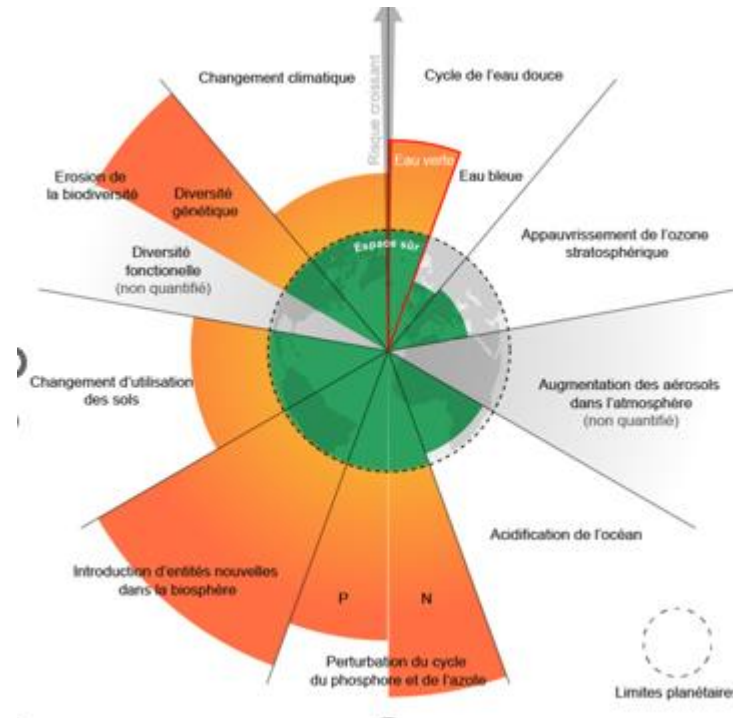 Changement climatique
Cycle de l'eau douce
Risque croissant
Eau verte
Eau bleue
Erosion de
la biodiversité
Diversité
génétique
Espace sûr
Appauvrissement de l'ozone
stratosphérique
Diversité
fonctionelle
(non quantifié)
Changement d'utilisation
des sols
Augmentation des aérosols
dans l'atmosphère
(non quantifié)
Acidification de l'océan
Introduction d'entités nouvelles
dans la biosphère
P
N
Perturbation du cycle
du phosphore et de l'azole
Limites planétaires